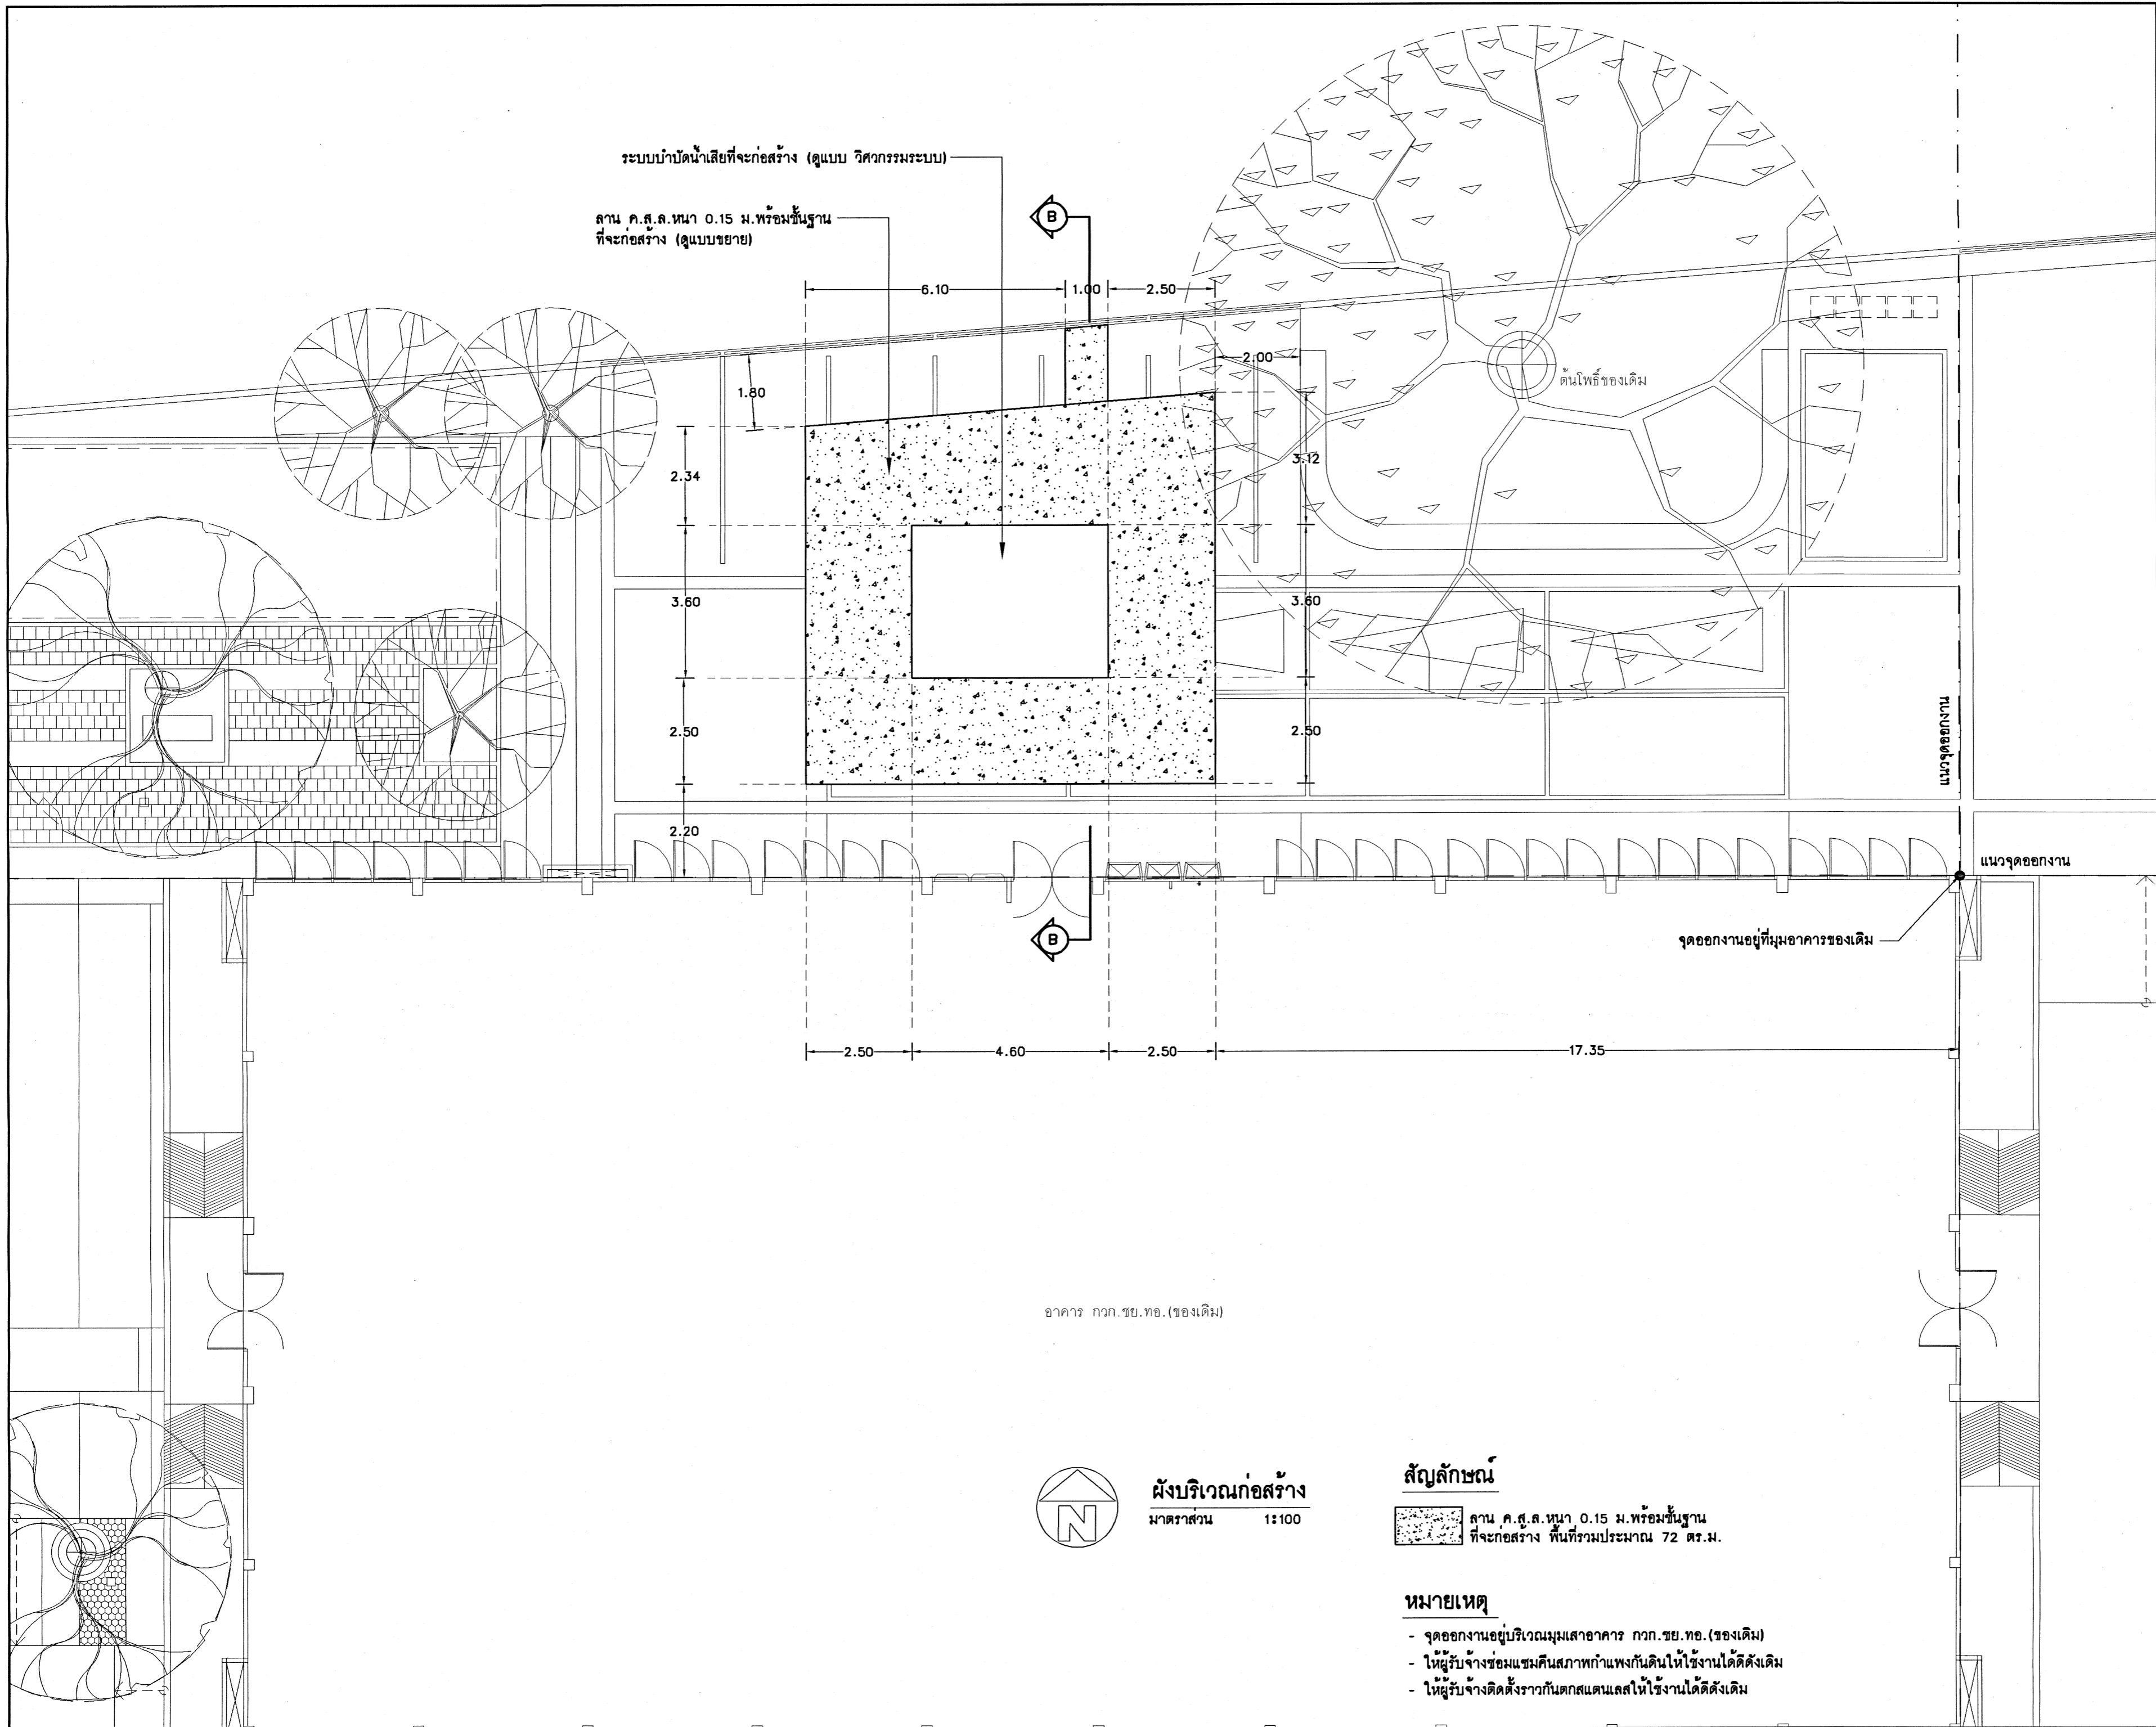 ระบบบำบัดน้ำเสียที่จะก่อสร้าง (ดูแบบ วิศวกรรมระบบ)
ลาน ค.ส.ล.หนา 0.15 ม.พร้อมชั้นฐาน
ที่จะก่อสร้าง (ดูแบบขยาย)
B
6.10
1.00
2.50
2.00
1.80
ต้นโพธิ์ของเดิม
2.34
3.12
3.60
3.60
2.50
2.50
2.20
แนวจุดออกงาน
แนวจุดออกงาน
B
จุดออกงานอยู่ที่มุมอาคารของเดิม
2.50
4.60
2.50
17.35
อาคาร กวก.ชย.ทอ.(ของเดิม)
N
ผังบริเวณก่อสร้าง
มาตราส่วน 1:100
สัญลักษณ์
ลาน ค.ส.ล.หนา 0.15 ม.พร้อมชั้นฐาน
ที่จะก่อสร้าง พื้นที่รวมประมาณ 72 ตร.ม.
หมายเหตุ
- จุดออกงานอยู่บริเวณมุมเสาอาคาร กวก.ชย.ทอ.(ของเดิม)
- ให้ผู้รับจ้างซ่อมแซมคืนสภาพกำแพงกันดินให้ใช้งานได้ดีดังเดิม
- ให้ผู้รับจ้างติดตั้งราวกันตกสแตนเลสให้ใช้งานได้ดีดังเดิม